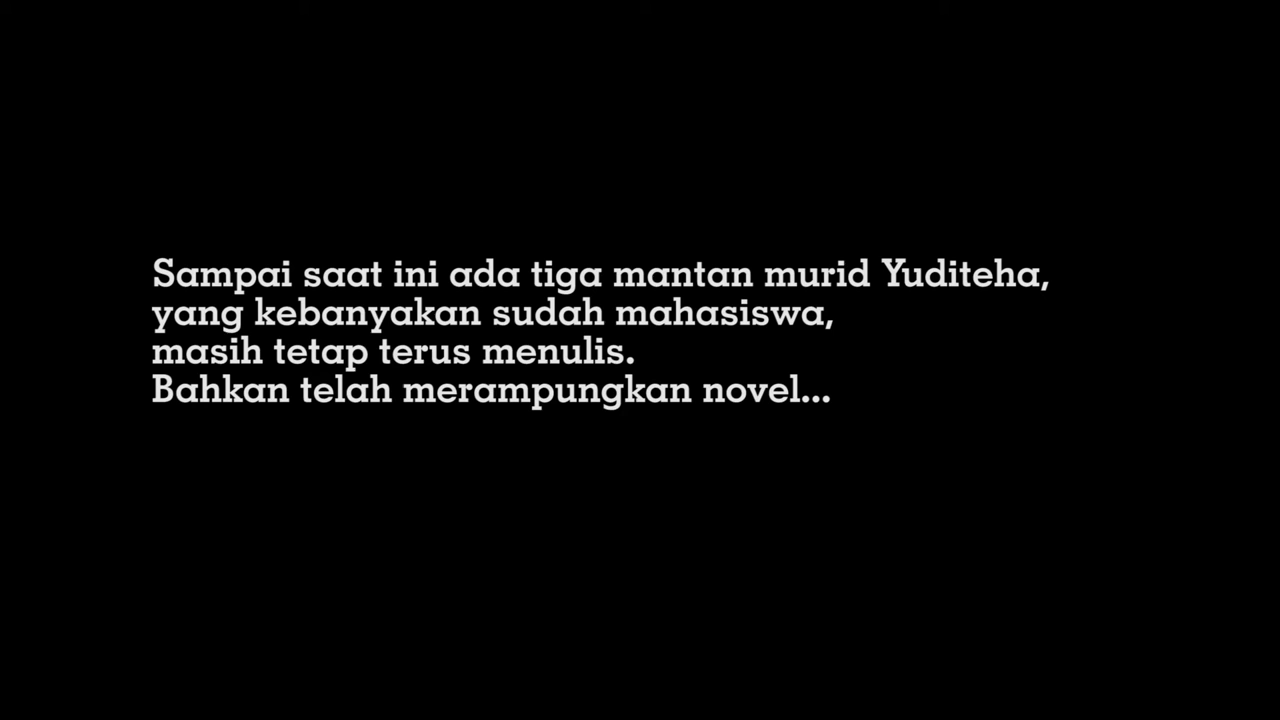 Sampai saat ini ada tiga mantan murid Yuditeha,
yang kebanyakan sudah mahasiswa,
masih tetap terus menulis.
Bahkan telah merampungkan novel...